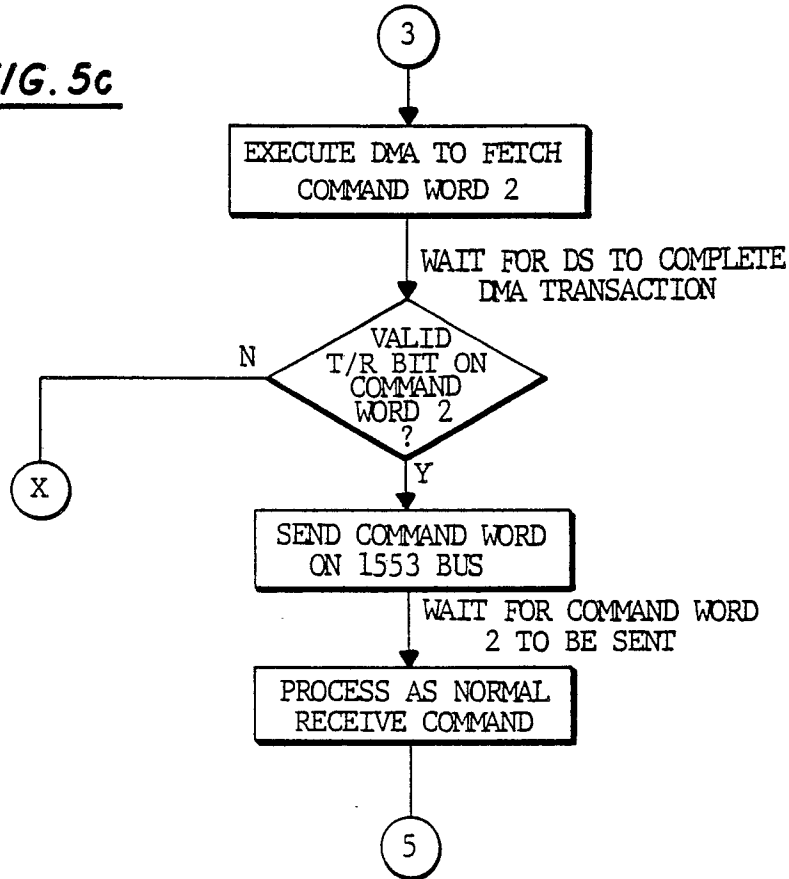 3
FIG. 5c
EXECUTE DMA TO FETCH
COMMAND WORD 2
WAIT FOR DS TO COMPLETE
DMA TRANSACTION
N
VALID
T/R BIT ON
COMMAND
WORD 2
?
X
Y
SEND COMMAND WORD
ON 1553 BUS
WAIT FOR COMMAND WORD
2 TO BE SENT
PROCESS AS NORMAL
RECEIVE COMMAND
5